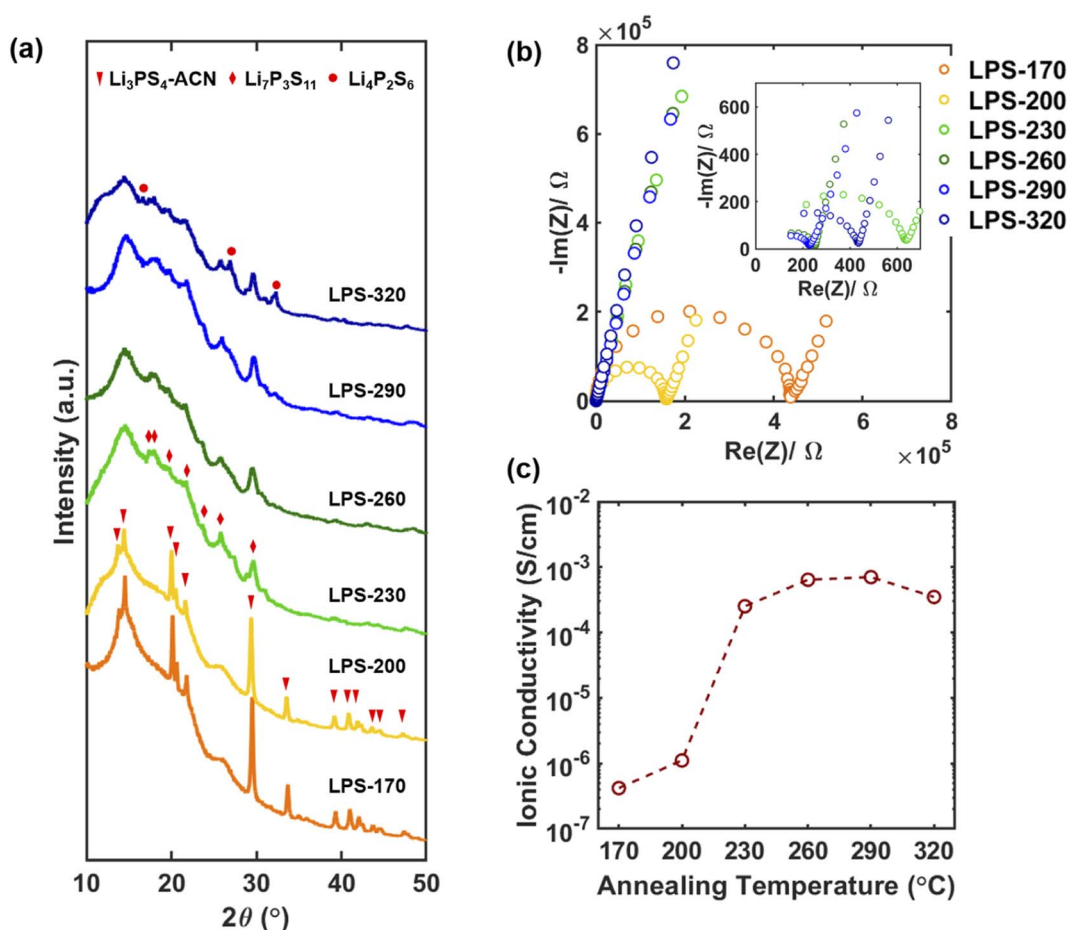 (a)
Li₃PS₄-ACN Li₇P₃S₁₁ Li₄P₂S₆
LPS-320
LPS-290
LPS-260
LPS-230
LPS-200
LPS-170
Intensity (a.u.)
10 20 30 40 50
2θ (°)
(b)
× 10⁵
8
6
4
2
0
-Im(Z)/ Ω
0 2 4 6 8
Re(Z)/ Ω
× 10⁵
600
400
200
0
-Im(Z)/ Ω
0 200 400 600
Re(Z)/ Ω
LPS-170
LPS-200
LPS-230
LPS-260
LPS-290
LPS-320
(c)
10⁻²
10⁻³
10⁻⁴
10⁻⁵
10⁻⁶
10⁻⁷
Ionic Conductivity (S/cm)
170 200 230 260 290 320
Annealing Temperature (°C)